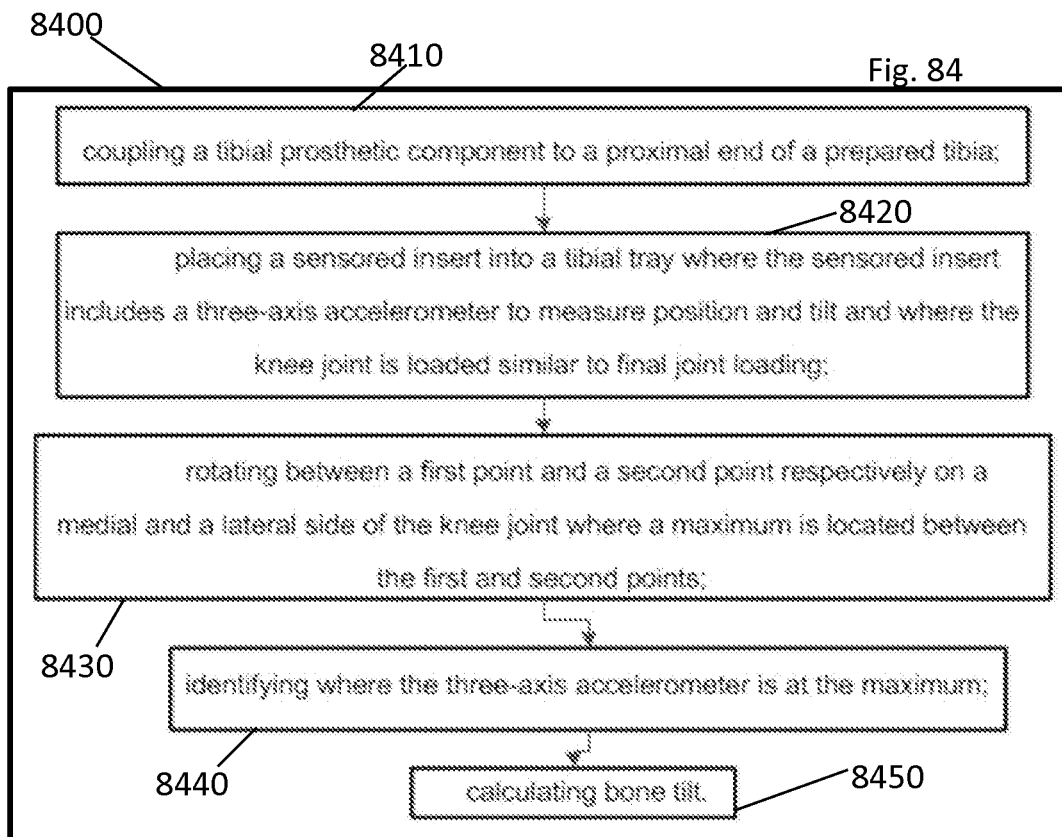 8400
8410
Fig. 84
coupling a tibial prosthetic component to a proximal end of a prepared tibia;
8420
placing a sensored insert into a tibial tray where the sensored insert
includes a three-axis accelerometer to measure position and tilt and where the
knee joint is loaded similar to final joint loading;
rotating between a first point and a second point respectively on a
medial and a lateral side of the knee joint where a maximum is located between
the first and second points;
8430
identifying where the three-axis accelerometer is at the maximum;
8440
calculating bone tilt.
8450